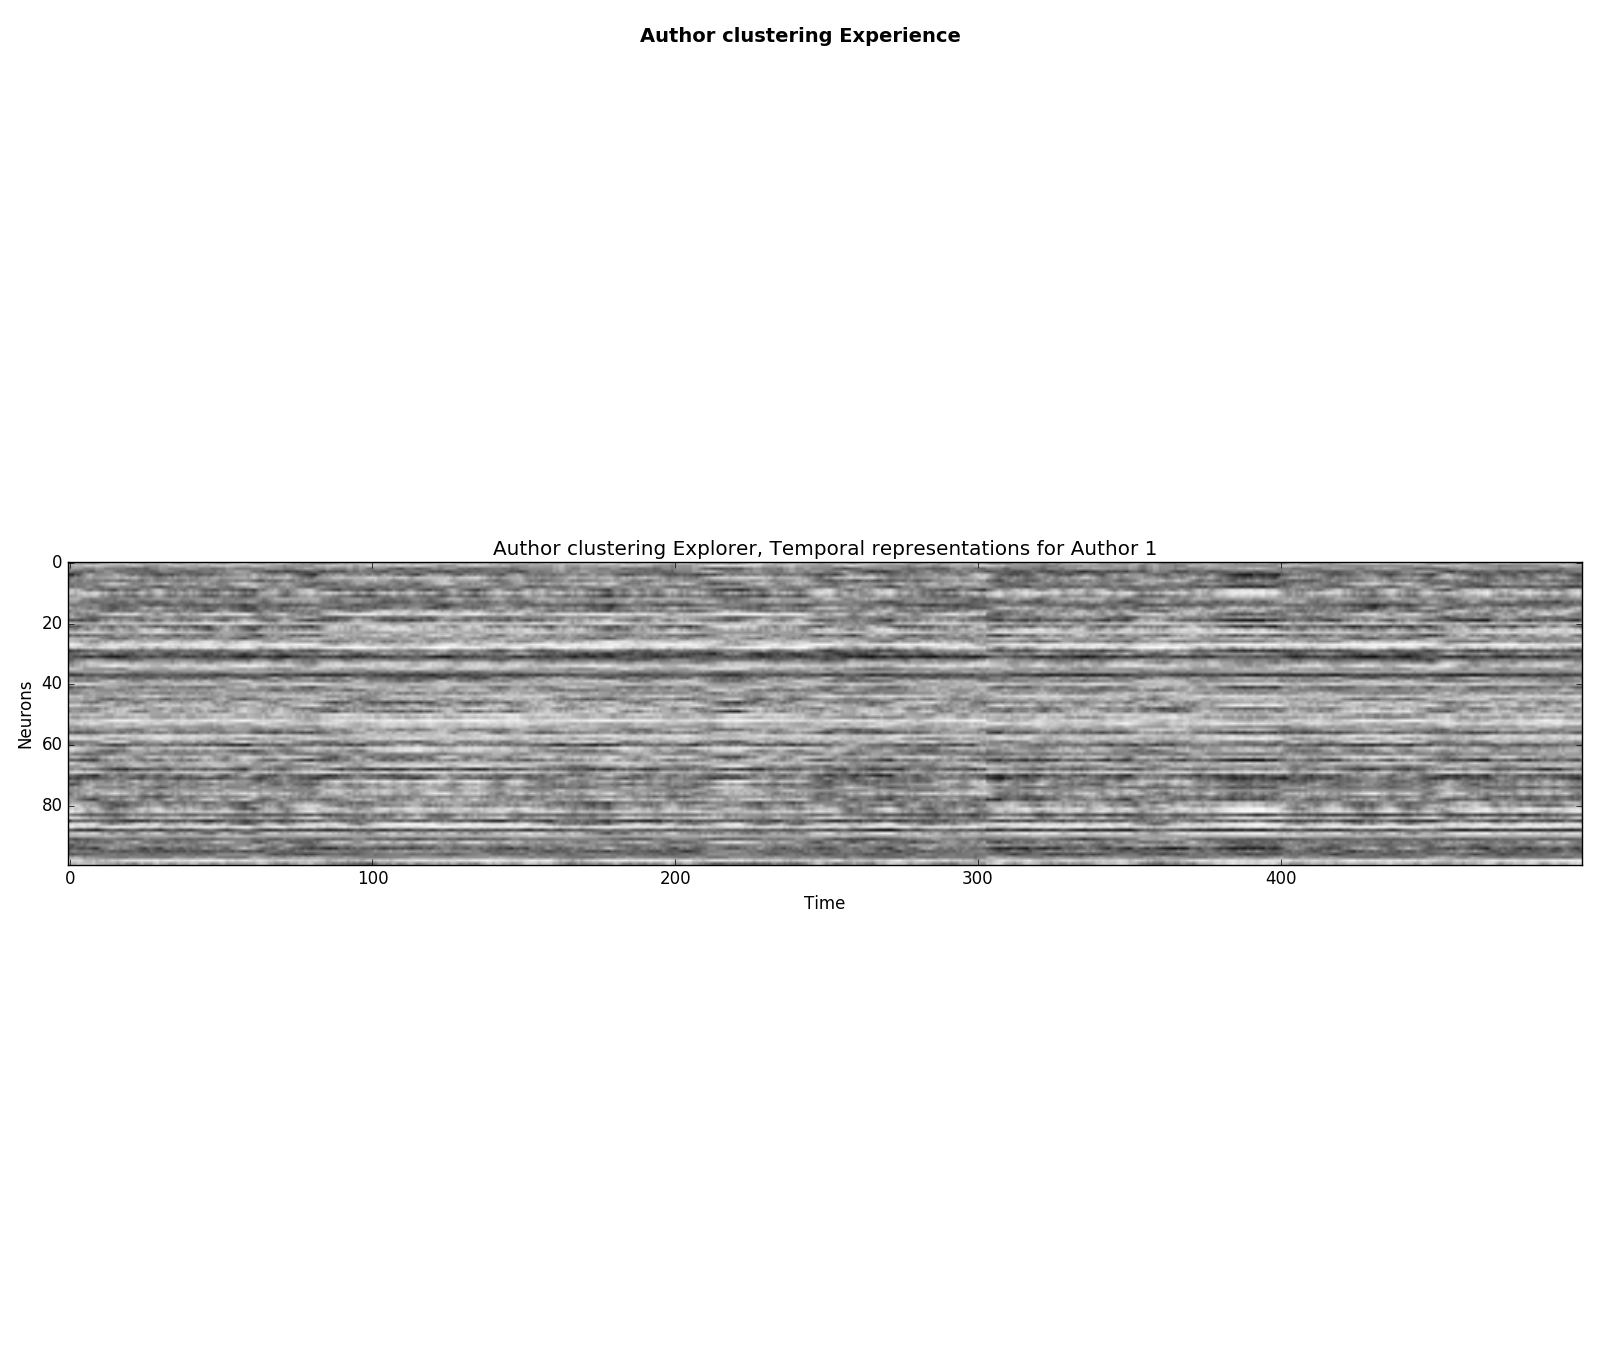 Author clustering Experience
Author clustering Explorer, Temporal representations for Author 1
Neurons
0
20
40
60
80
0 100 200 300 400
Time